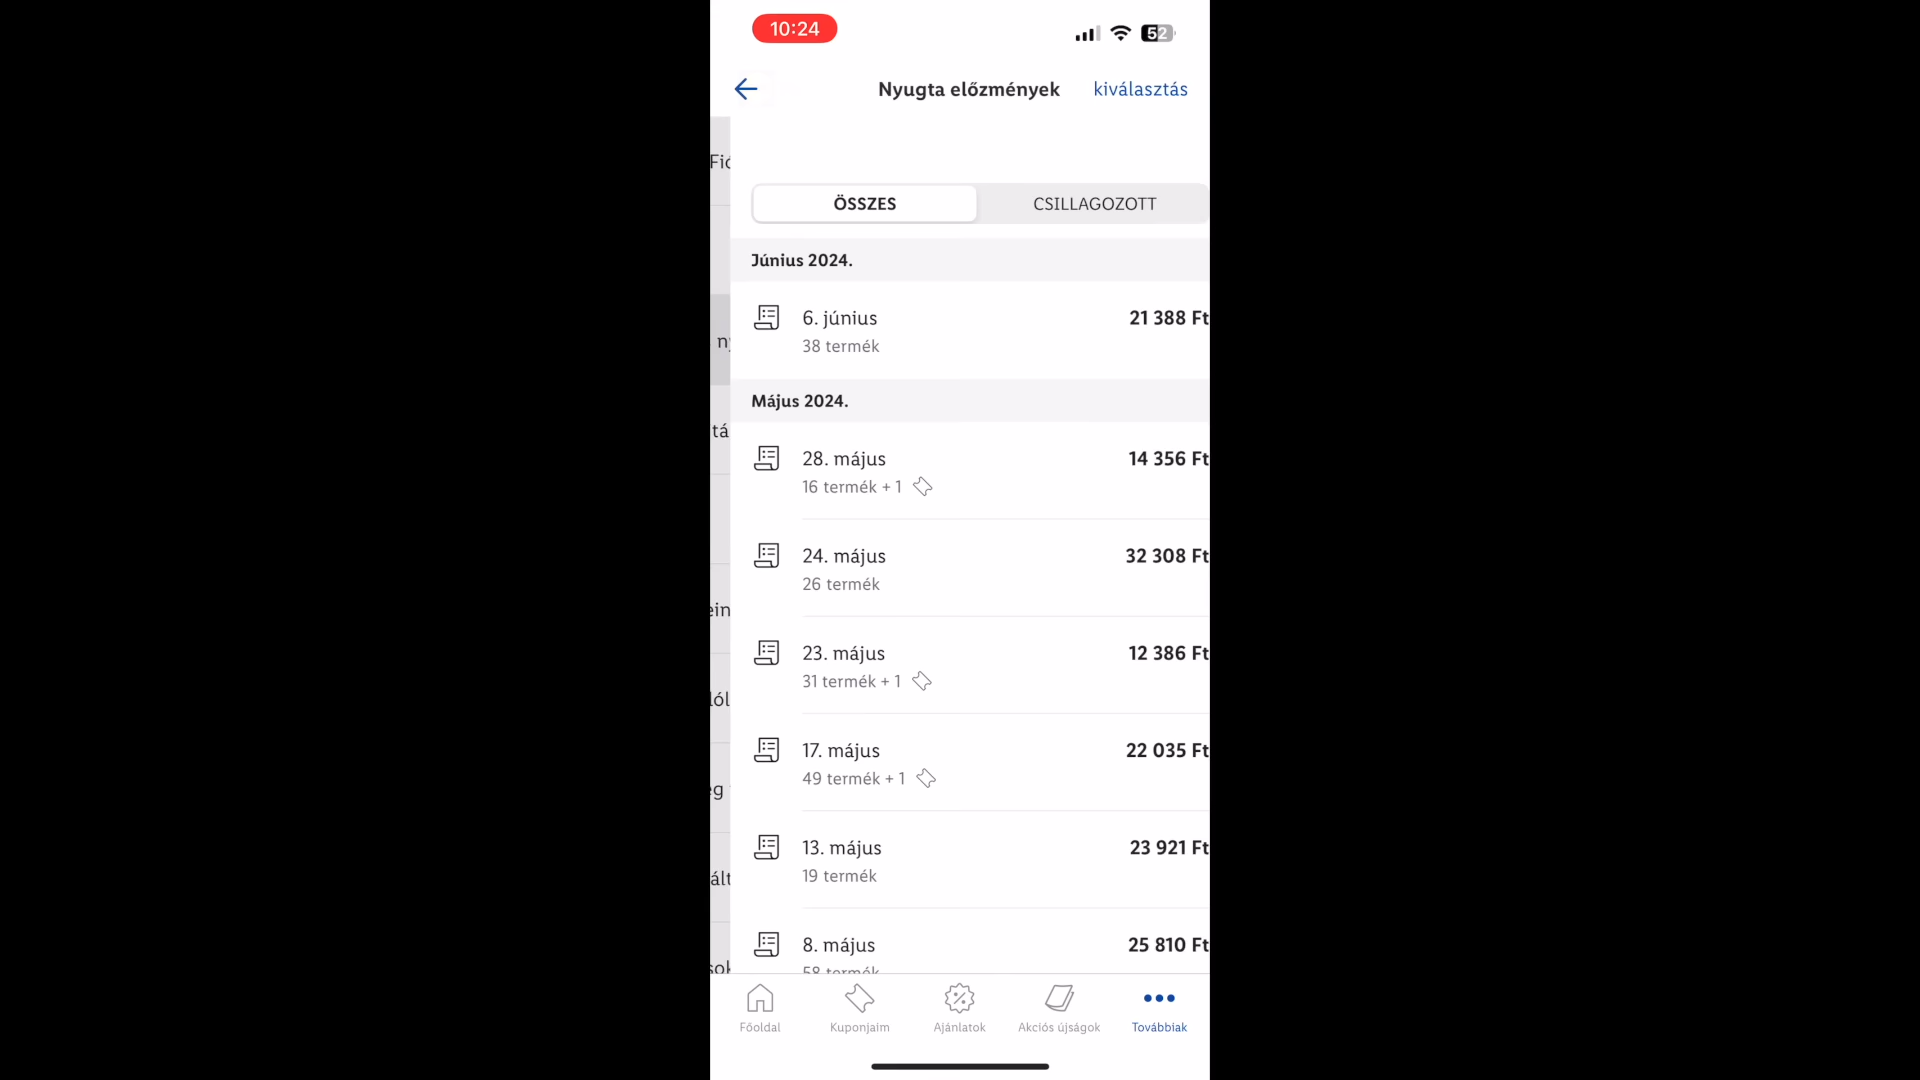 10:24
52
Nyugta előzmények
kiválasztás
ÖSSZES
CSILLAGOZOTT
Június 2024.
6. június
21 388 Ft
38 termék
Május 2024.
28. május
14 356 Ft
16 termék + 1
24. május
32 308 Ft
26 termék
23. május
12 386 Ft
31 termék + 1
17. május
22 035 Ft
49 termék + 1
13. május
23 921 Ft
19 termék
8. május
25 810 Ft
58 termék
Főoldal
Kuponjaim
Ajánlatok
Akciós újságok
Továbbiak